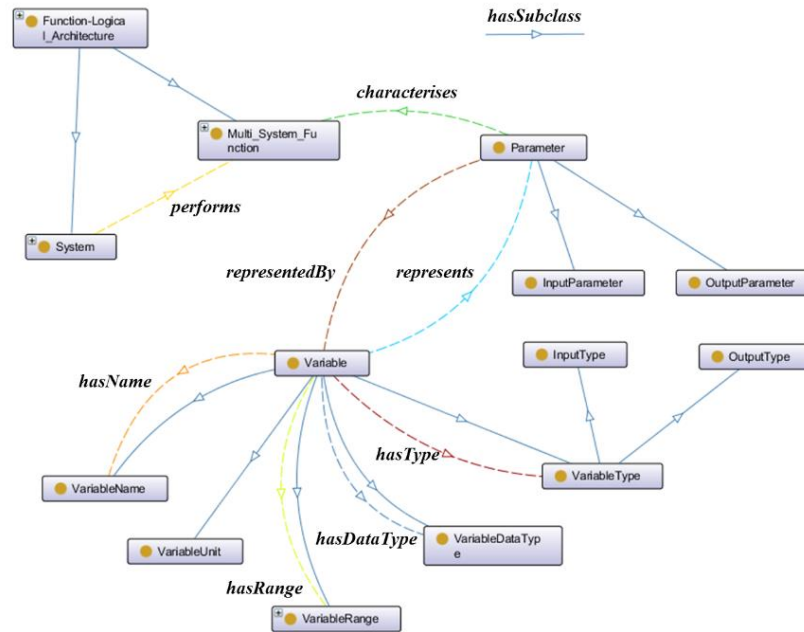 hasSubclass
Function-Logica
l_Architecture
characterises
Multi_System_Fu
nction
Parameter
performs
System
representedBy
represents
InputParameter
OutputParameter
Variable
InputType
OutputType
hasName
hasType
VariableName
VariableType
hasDataType
VariableDataTyp
e
VariableUnit
hasRange
VariableRange